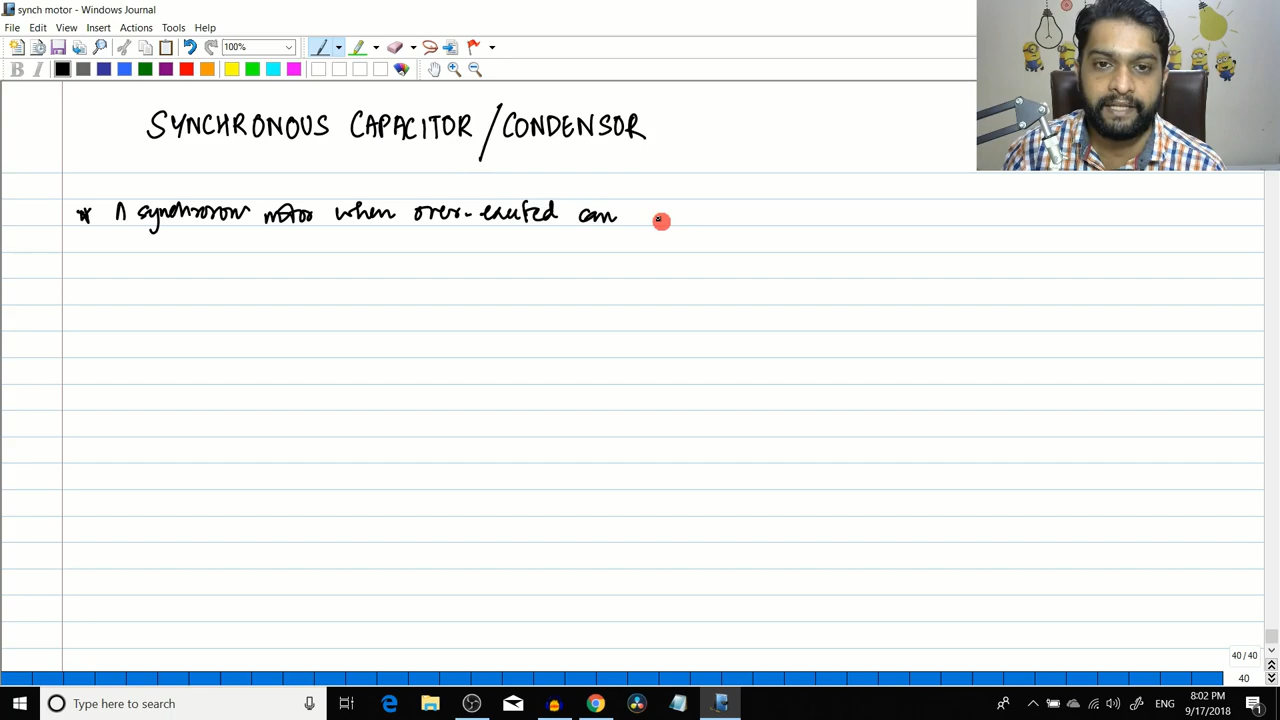 synch motor - Windows Journal
File Edit View Insert Actions Tools Help
100%
B I
SYNCHRONOUS CAPACITOR / CONDENSOR
* A synchronous motor when over-excited can
40 / 40
40
Type here to search
ENG
8:02 PM
9/17/2018
1